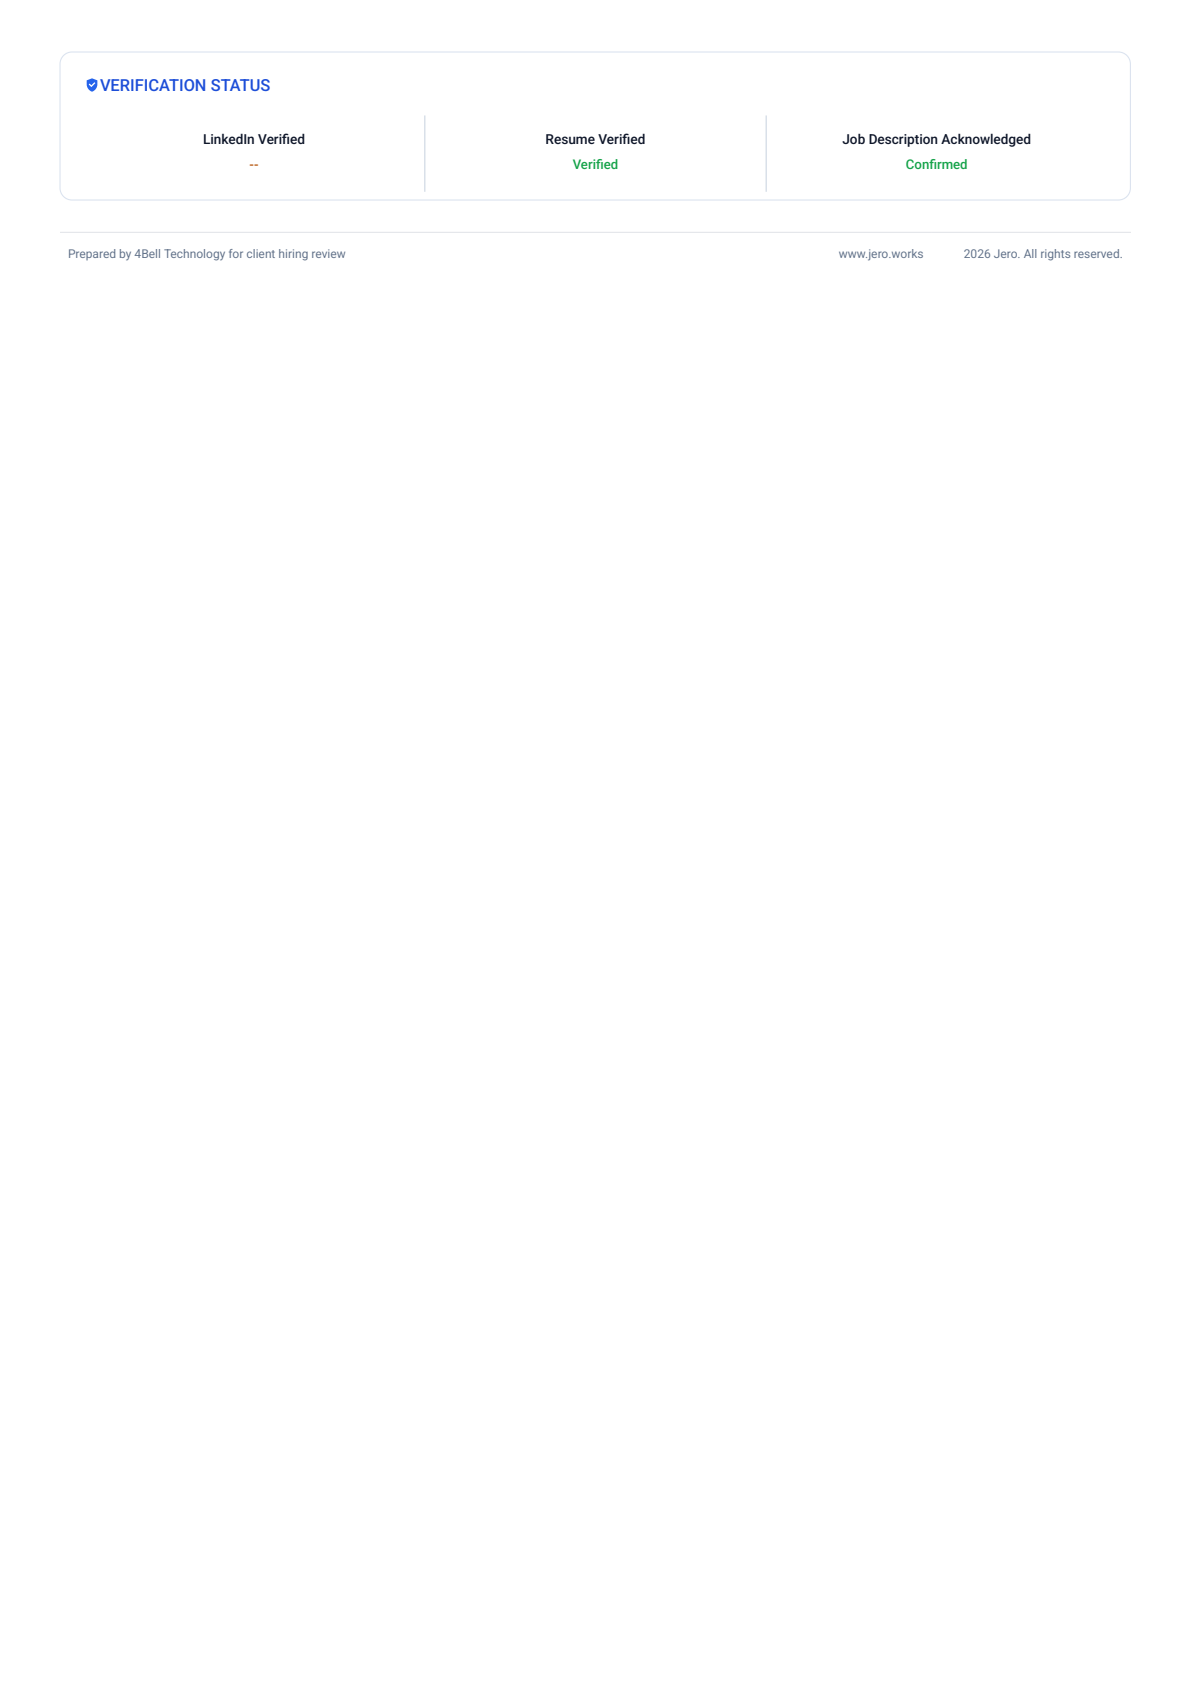 VERIFICATION STATUS
LinkedIn Verified
--
Resume Verified
Verified
Job Description Acknowledged
Confirmed
Prepared by 4Bell Technology for client hiring review
www.jero.works
2026 Jero. All rights reserved.